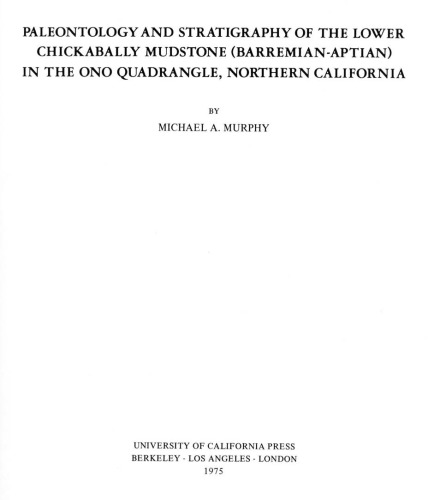 PALEONTOLOGY AND STRATIGRAPHY OF THE LOWER
CHICKABALLY MUDSTONE (BARREMIAN-APTIAN)
IN THE ONO QUADRANGLE, NORTHERN CALIFORNIA
BY
MICHAEL A. MURPHY
UNIVERSITY OF CALIFORNIA PRESS
BERKELEY · LOS ANGELES · LONDON
1975